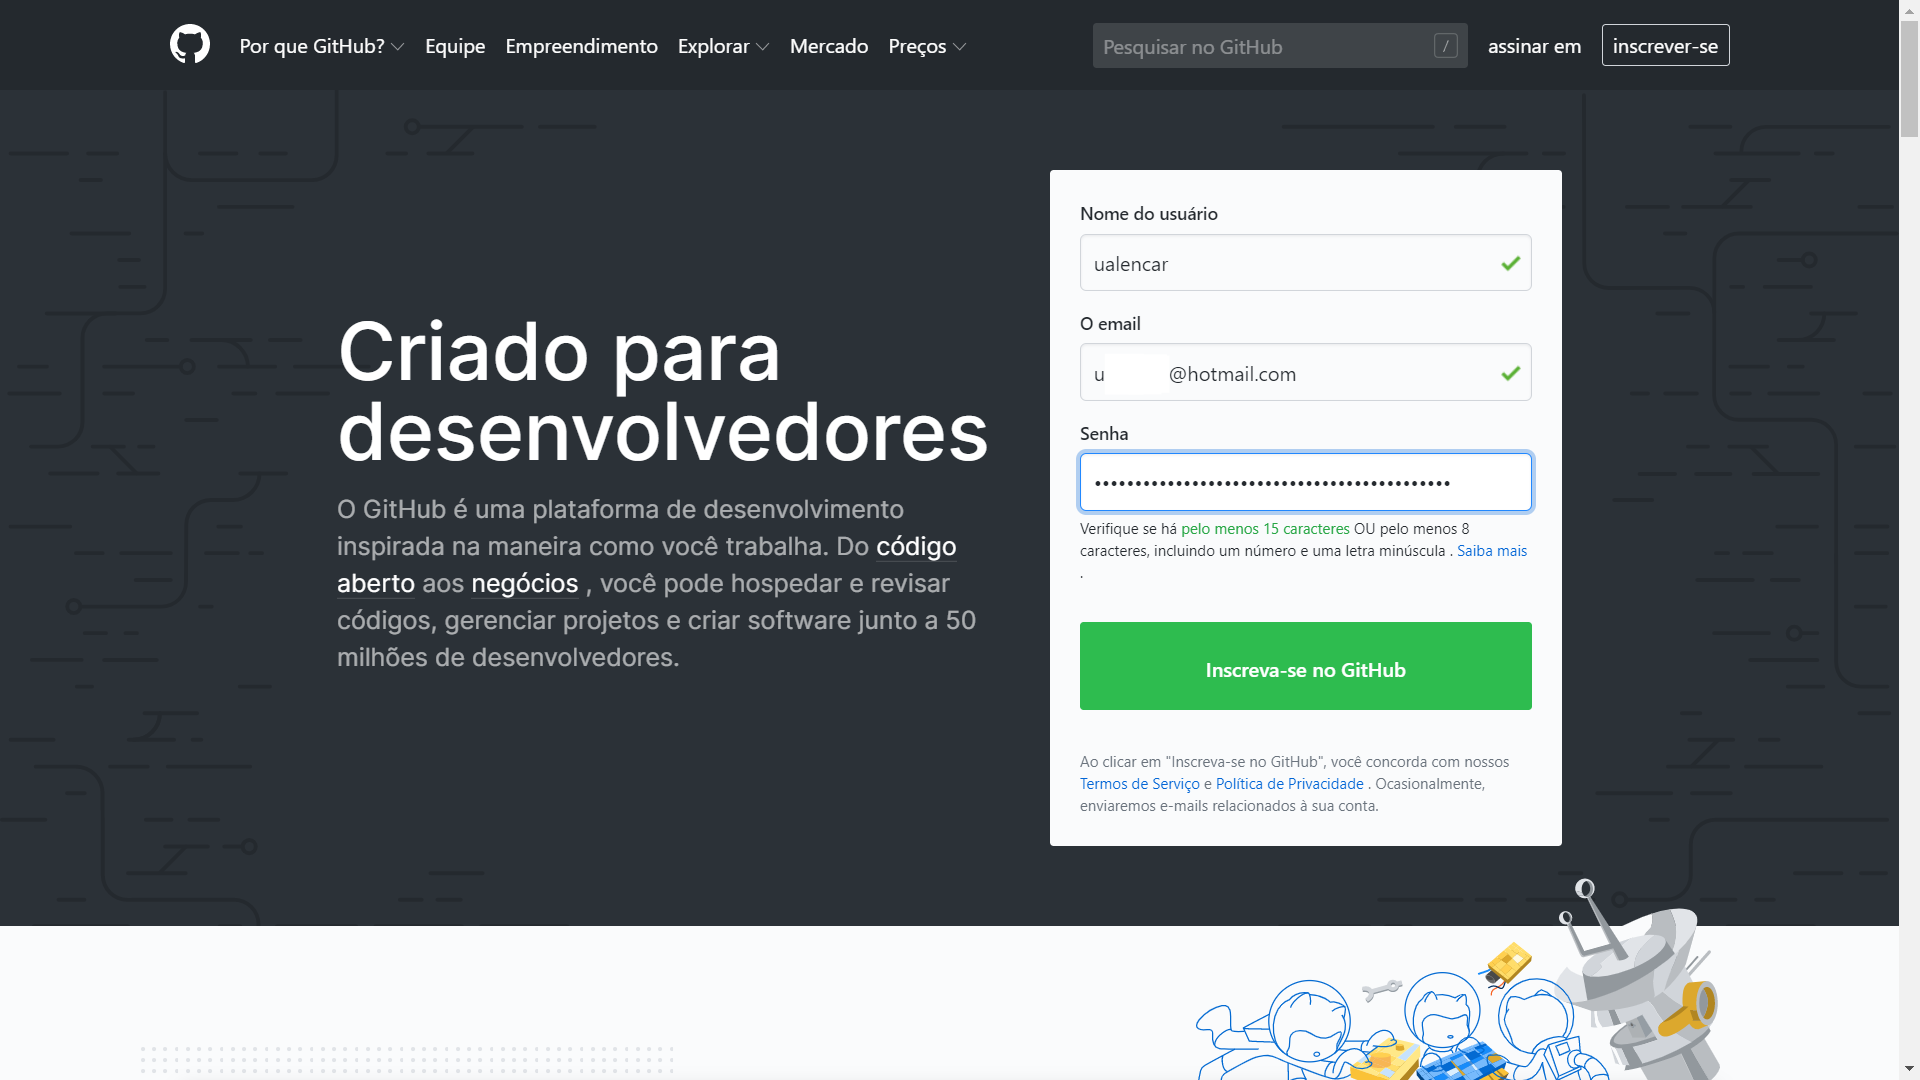 Por que GitHub? Equipe Empreendimento Explorar Mercado Preços Pesquisar no GitHub / assinar em inscrever-se
Criado para
desenvolvedores
O GitHub é uma plataforma de desenvolvimento
inspirada na maneira como você trabalha. Do código
aberto aos negócios , você pode hospedar e revisar
códigos, gerenciar projetos e criar software junto a 50
milhões de desenvolvedores.
Nome do usuário
ualencar
O email
u @hotmail.com
Senha
••••••••••••••••••••••••••••••••••••••••••••
Verifique se há pelo menos 15 caracteres OU pelo menos 8
caracteres, incluindo um número e uma letra minúscula . Saiba mais
.
Inscreva-se no GitHub
Ao clicar em "Inscreva-se no GitHub", você concorda com nossos
Termos de Serviço e Política de Privacidade . Ocasionalmente,
enviaremos e-mails relacionados à sua conta.